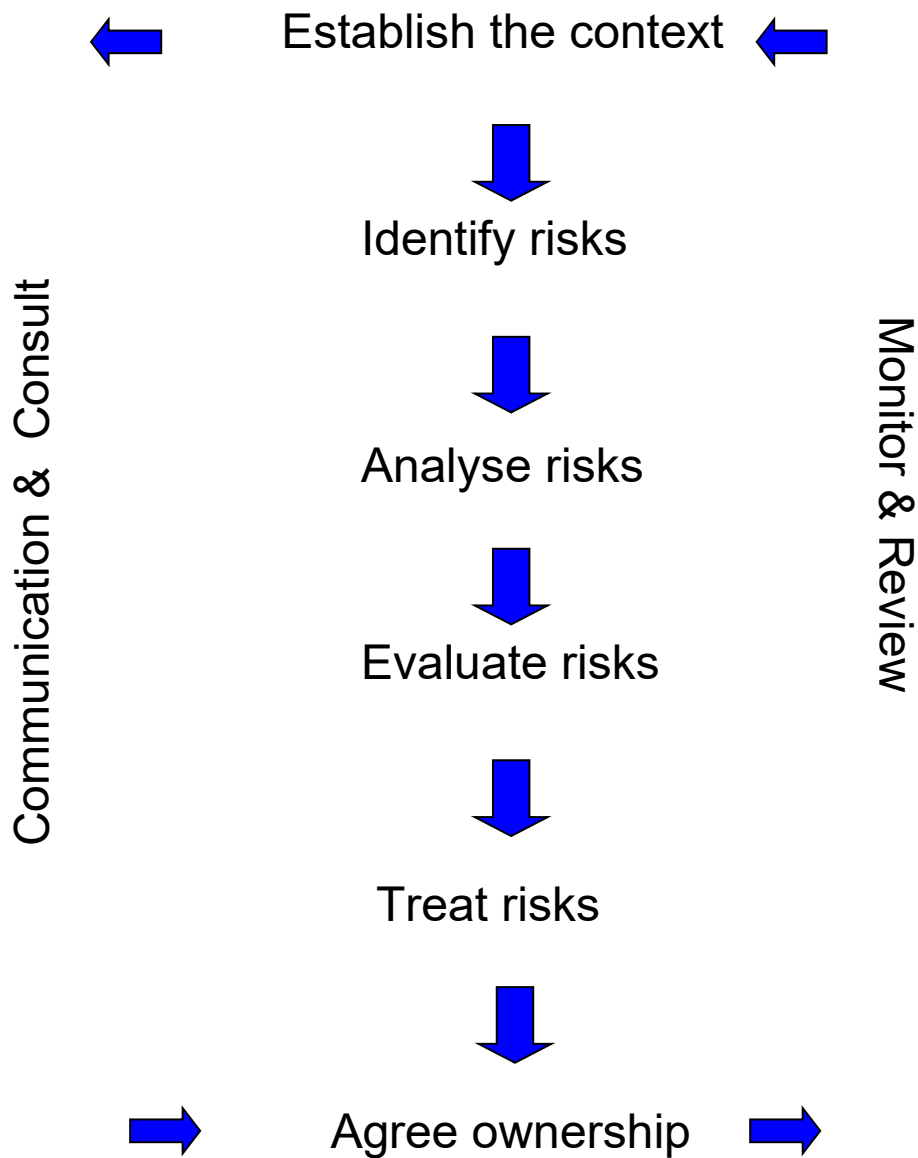 Establish the context
Identify risks
Analyse risks
Evaluate risks
Treat risks
Agree ownership
Communication & Consult
Monitor & Review